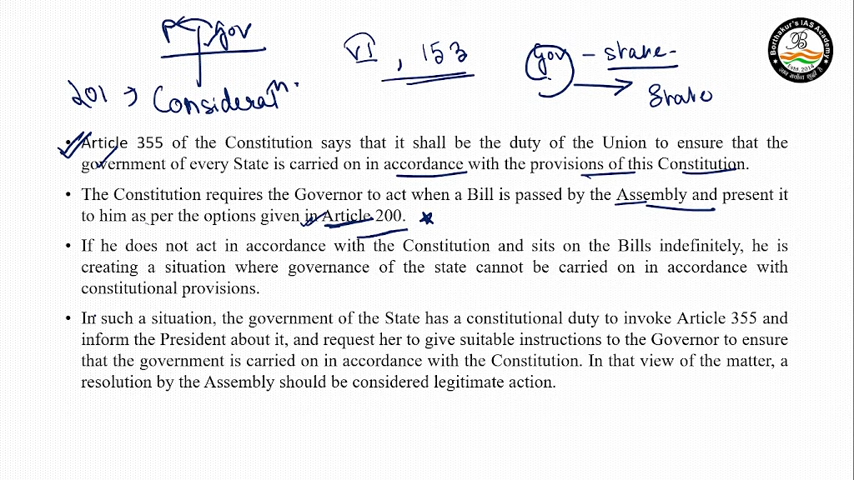 P gov
VI, 153
gov - state
State
201 → Consideratn.
Borthakur's IAS Academy
B
Estd. 2014
• Article 355 of the Constitution says that it shall be the duty of the Union to ensure that the
government of every State is carried on in accordance with the provisions of this Constitution.
• The Constitution requires the Governor to act when a Bill is passed by the Assembly and present it
to him as per the options given in Article 200.
• If he does not act in accordance with the Constitution and sits on the Bills indefinitely, he is
creating a situation where governance of the state cannot be carried on in accordance with
constitutional provisions.
• In such a situation, the government of the State has a constitutional duty to invoke Article 355 and
inform the President about it, and request her to give suitable instructions to the Governor to ensure
that the government is carried on in accordance with the Constitution. In that view of the matter, a
resolution by the Assembly should be considered legitimate action.